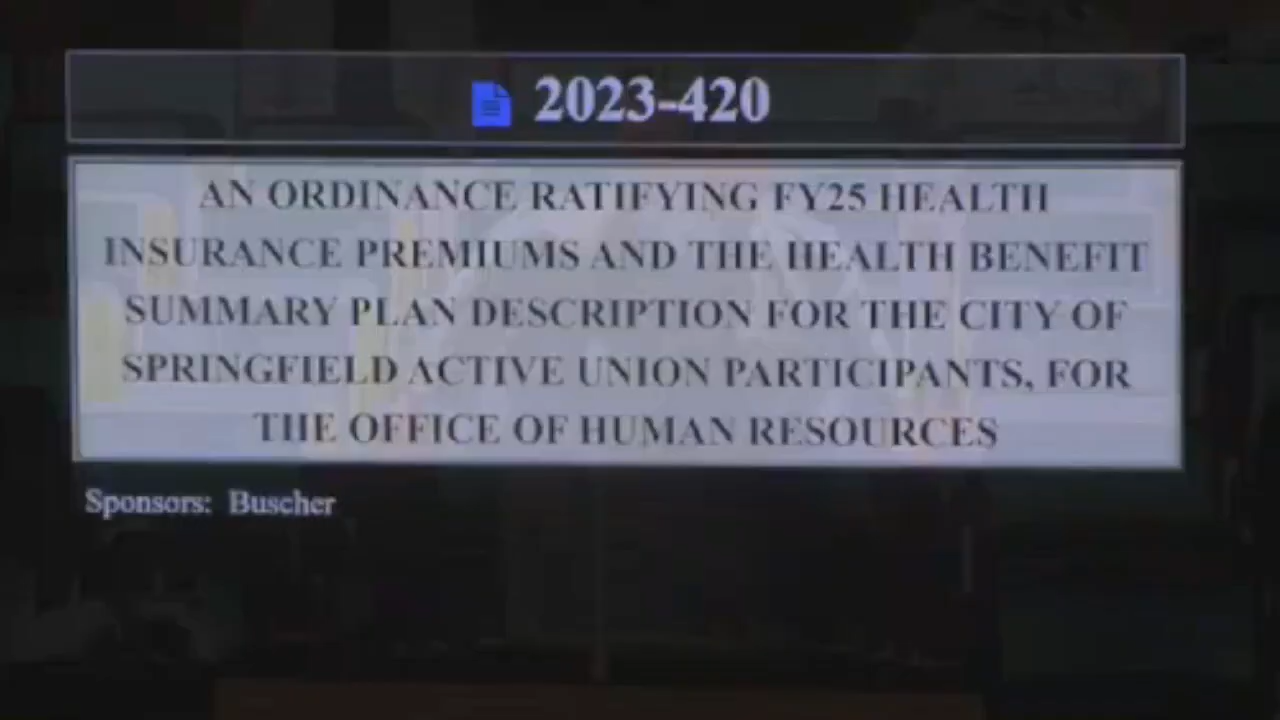 2023-420
AN ORDINANCE RATIFYING FY25 HEALTH
INSURANCE PREMIUMS AND THE HEALTH BENEFIT
SUMMARY PLAN DESCRIPTION FOR THE CITY OF
SPRINGFIELD ACTIVE UNION PARTICIPANTS, FOR
THE OFFICE OF HUMAN RESOURCES
Sponsors: Buscher